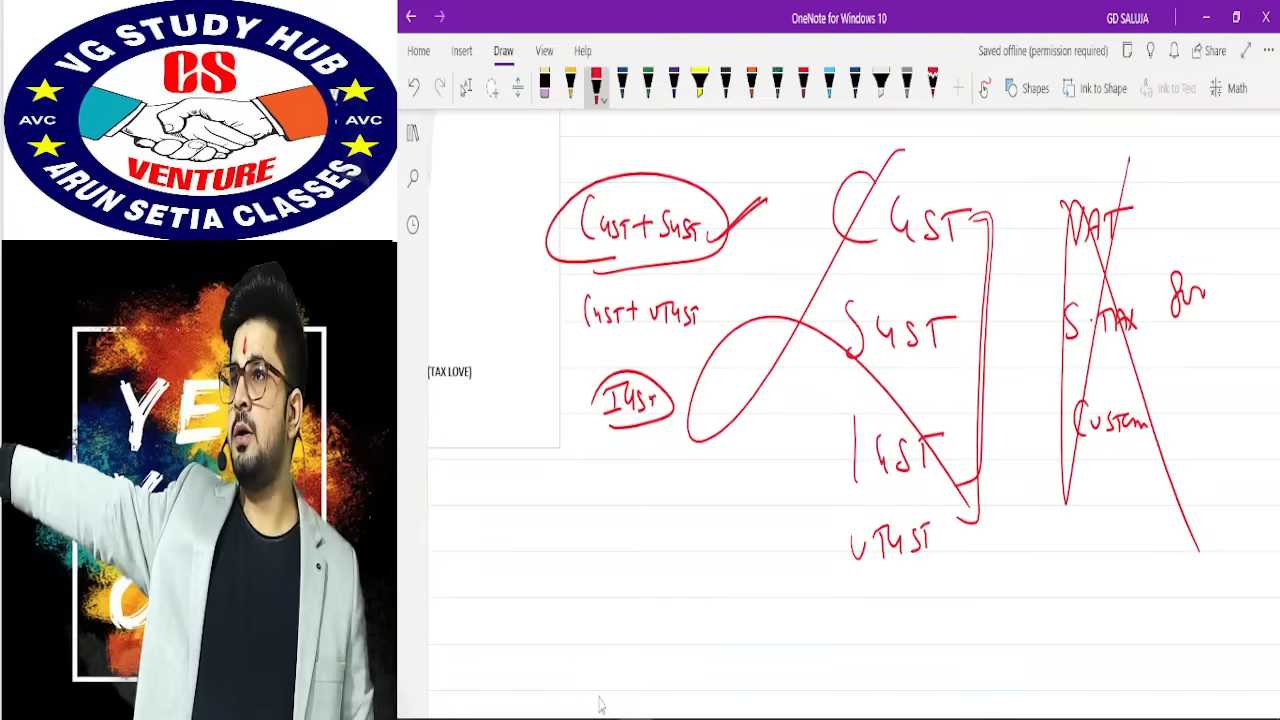 VG STUDY HUB
CS
AVC
AVC
VENTURE
ARUN SETIA CLASSES
YE
OneNote for Windows 10
GD SALUJA
Home
Insert
Draw
View
Help
Saved offline (permission required)
Share
Shapes
Ink to Shape
Ink to Text
Math
(TAX LOVE)
CGST + SGST
CGST + UTGST
IGST
CGST
SGST
IGST
UTGST
VAT
S. TAX
Custom